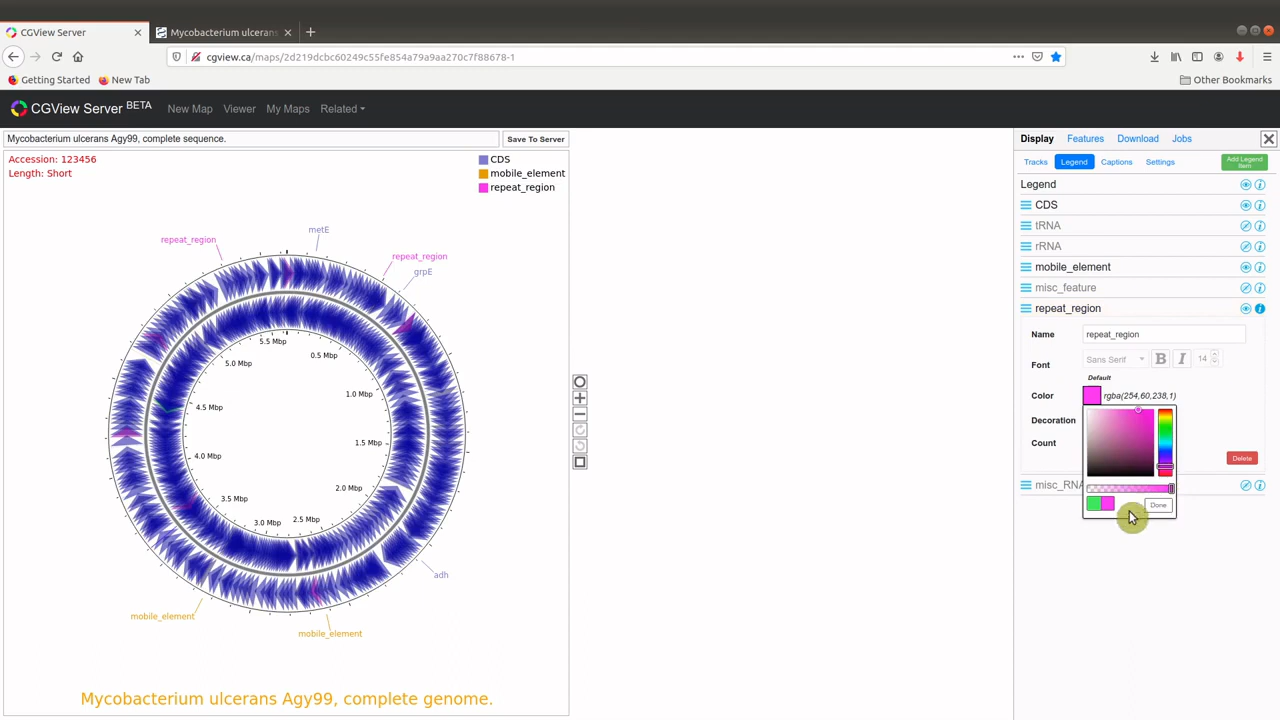 CGView Server
Mycobacterium ulcerans
cgview.ca/maps/2d219dcbc60249c55fe854a79a9aa270c7f88678-1
Getting Started
New Tab
Other Bookmarks
CGView Server BETA
New Map
Viewer
My Maps
Related
Mycobacterium ulcerans Agy99, complete sequence.
Save To Server
Display
Features
Download
Jobs
Tracks
Legend
Captions
Settings
Add Legend
Item
Accession: 123456
Length: Short
CDS
mobile_element
repeat_region
metE
repeat_region
repeat_region
grpE
5.5 Mbp
0.5 Mbp
5.0 Mbp
1.0 Mbp
4.5 Mbp
1.5 Mbp
4.0 Mbp
2.0 Mbp
3.5 Mbp
2.5 Mbp
3.0 Mbp
adh
mobile_element
mobile_element
Mycobacterium ulcerans Agy99, complete genome.
Legend
CDS
tRNA
rRNA
mobile_element
misc_feature
repeat_region
Name
repeat_region
Font
Sans Serif
B
I
14
Default
Color
rgba(254,60,238,1)
Decoration
Count
Delete
Done
misc_RNA